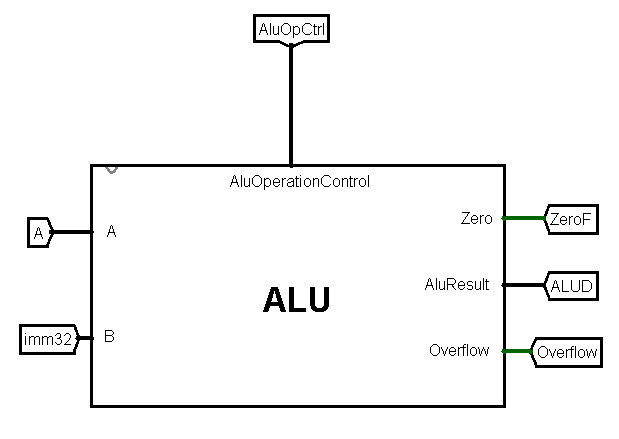 AluOpCtrl
AluOperationControl
Zero
ZeroF
A
A
AluResult
ALUD
ALU
imm32
B
Overflow
Overflow